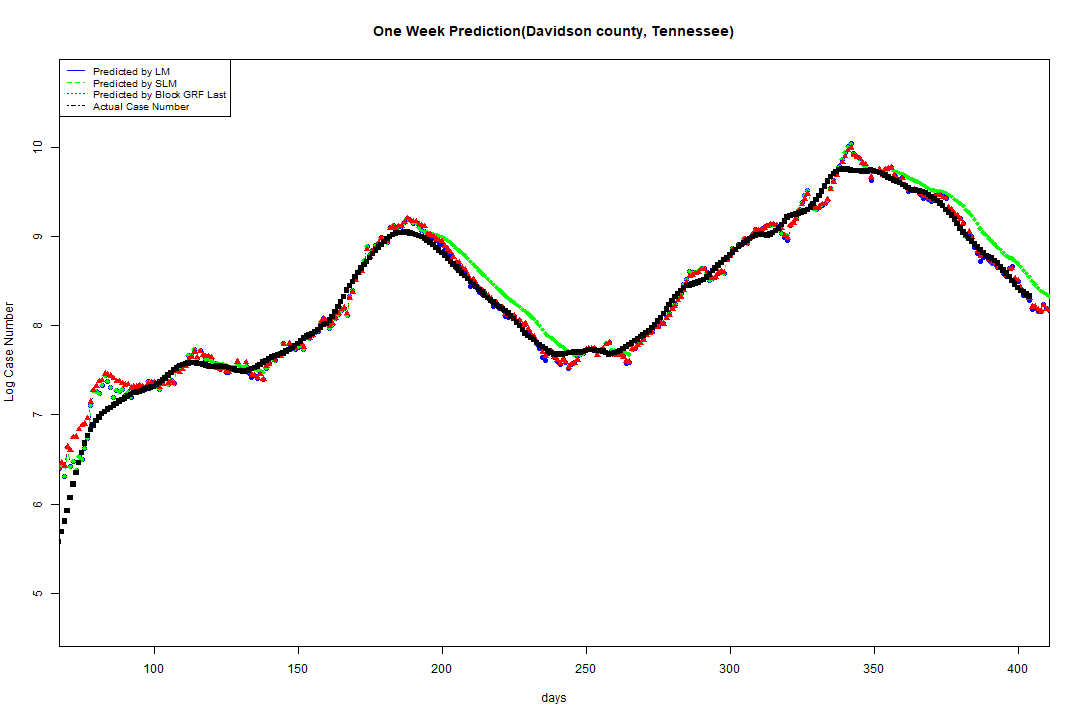 One Week Prediction(Davidson county, Tennessee)
Predicted by LM
Predicted by SLM
Predicted by Block GRF Last
Actual Case Number
10
9
8
7
6
5
Log Case Number
100 150 200 250 300 350 400
days